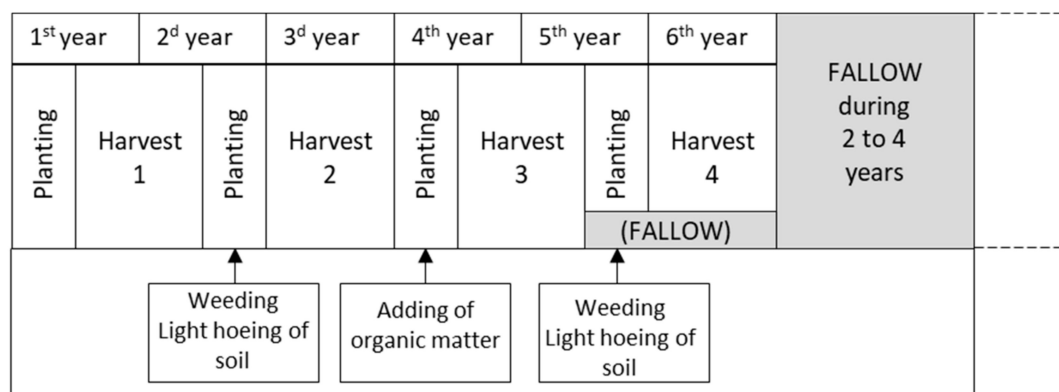 1st year 2d year 3d year 4th year 5th year 6th year
FALLOW
during
2 to 4
years
Planting
Harvest
1
Planting
Harvest
2
Planting
Harvest
3
Planting
Harvest
4
(FALLOW)
Weeding
Light hoeing of
soil
Adding of
organic matter
Weeding
Light hoeing of
soil